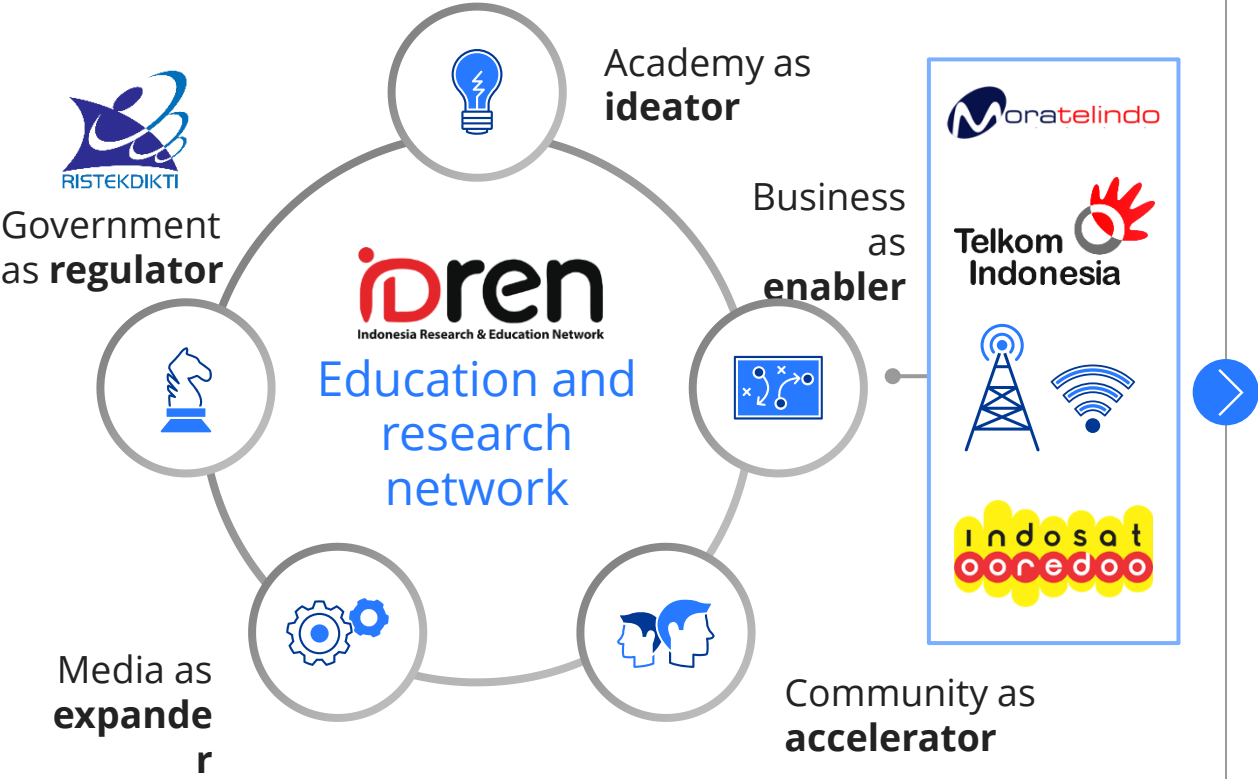 Academy as
ideator
RISTEKDIKTI
Government
as regulator
Business
as
enabler
Moratelindo
Telkom
Indonesia
iDren
Indonesia Research & Education Network
Education and
research
network
indosat
ooredoo
Media as
expande
r
Community as
accelerator